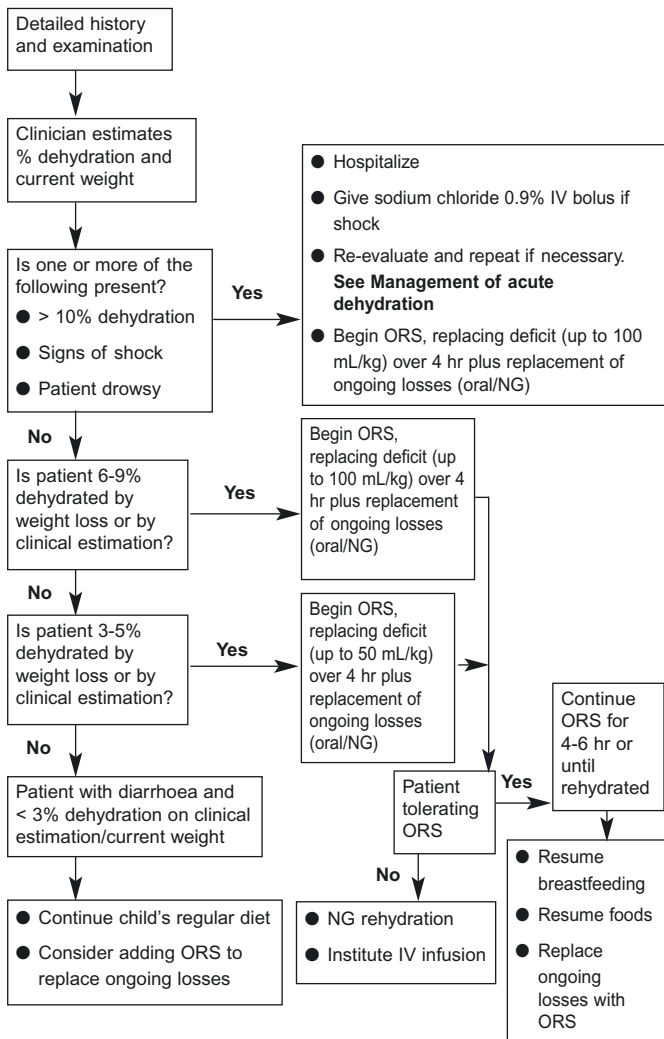 Detailed history
and examination
Clinician estimates
% dehydration and
current weight
Is one or more of the
following present?
● > 10% dehydration
● Signs of shock
● Patient drowsy
Yes
● Hospitalize
● Give sodium chloride 0.9% IV bolus if
shock
● Re-evaluate and repeat if necessary.
See Management of acute
dehydration
● Begin ORS, replacing deficit (up to 100
mL/kg) over 4 hr plus replacement of
ongoing losses (oral/NG)
No
Is patient 6-9%
dehydrated by
weight loss or by
clinical estimation?
Yes
Begin ORS,
replacing deficit (up
to 100 mL/kg) over 4
hr plus replacement
of ongoing losses
(oral/NG)
No
Is patient 3-5%
dehydrated by
weight loss or by
clinical estimation?
Yes
Begin ORS,
replacing deficit
(up to 50 mL/kg)
over 4 hr plus
replacement of
ongoing losses
(oral/NG)
No
Patient with diarrhoea and
< 3% dehydration on clinical
estimation/current weight
● Continue child's regular diet
● Consider adding ORS to
replace ongoing losses
Patient
tolerating
ORS
Yes
Continue
ORS for
4-6 hr or
until
rehydrated
No
● NG rehydration
● Institute IV infusion
● Resume
breastfeeding
● Resume foods
● Replace
ongoing
losses with
ORS